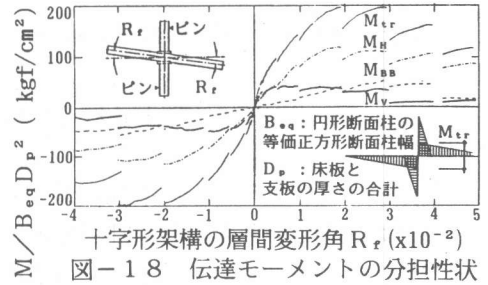 M/BeqDp² ( kgf/cm²)
200
100
0
-100
-200
Rf
ピン
ピン
Rf
Mtr
MH
MBB
MV
Beq：円形断面柱の
等価正方形断面柱幅
Dp：床板と
支板の厚さの合計
Mtr
-4 -3 -2 -1 0 1 2 3 4 5
十字形架構の層間変形角Rf(x10⁻²)
図－18 伝達モーメントの分担性状